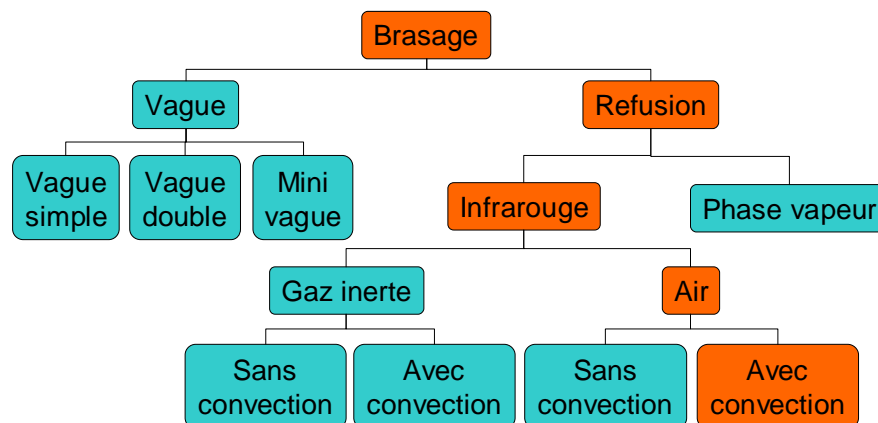 Brasage
Vague
Refusion
Vague
simple
Vague
double
Mini
vague
Infrarouge
Phase vapeur
Gaz inerte
Air
Sans
convection
Avec
convection
Sans
convection
Avec
convection